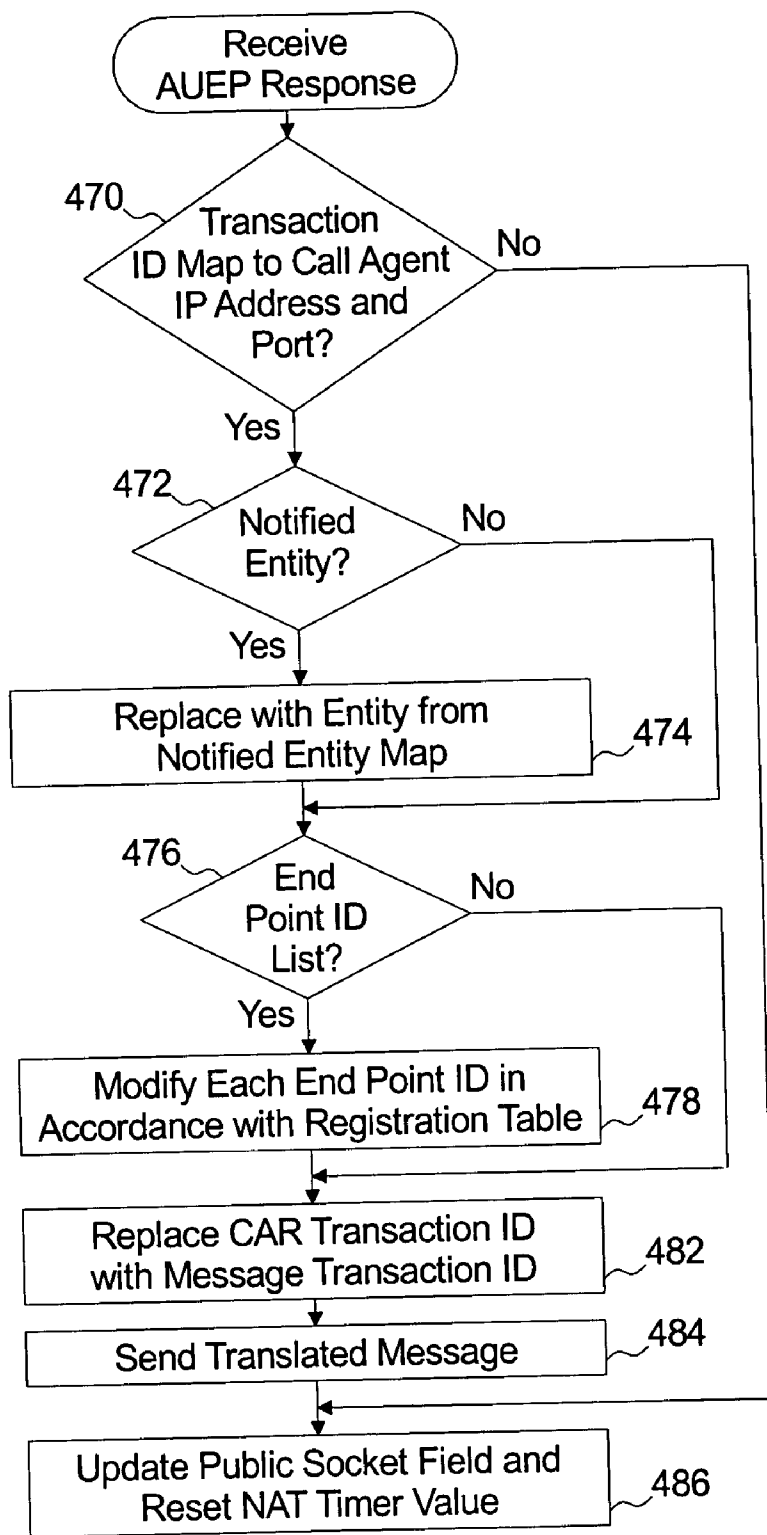 Receive
AUEP Response
470
Transaction
ID Map to Call Agent
IP Address and
Port?
No
Yes
472
Notified
Entity?
No
Yes
Replace with Entity from
Notified Entity Map
474
476
End
Point ID
List?
No
Yes
Modify Each End Point ID in
Accordance with Registration Table
478
Replace CAR Transaction ID
with Message Transaction ID
482
Send Translated Message
484
Update Public Socket Field and
Reset NAT Timer Value
486